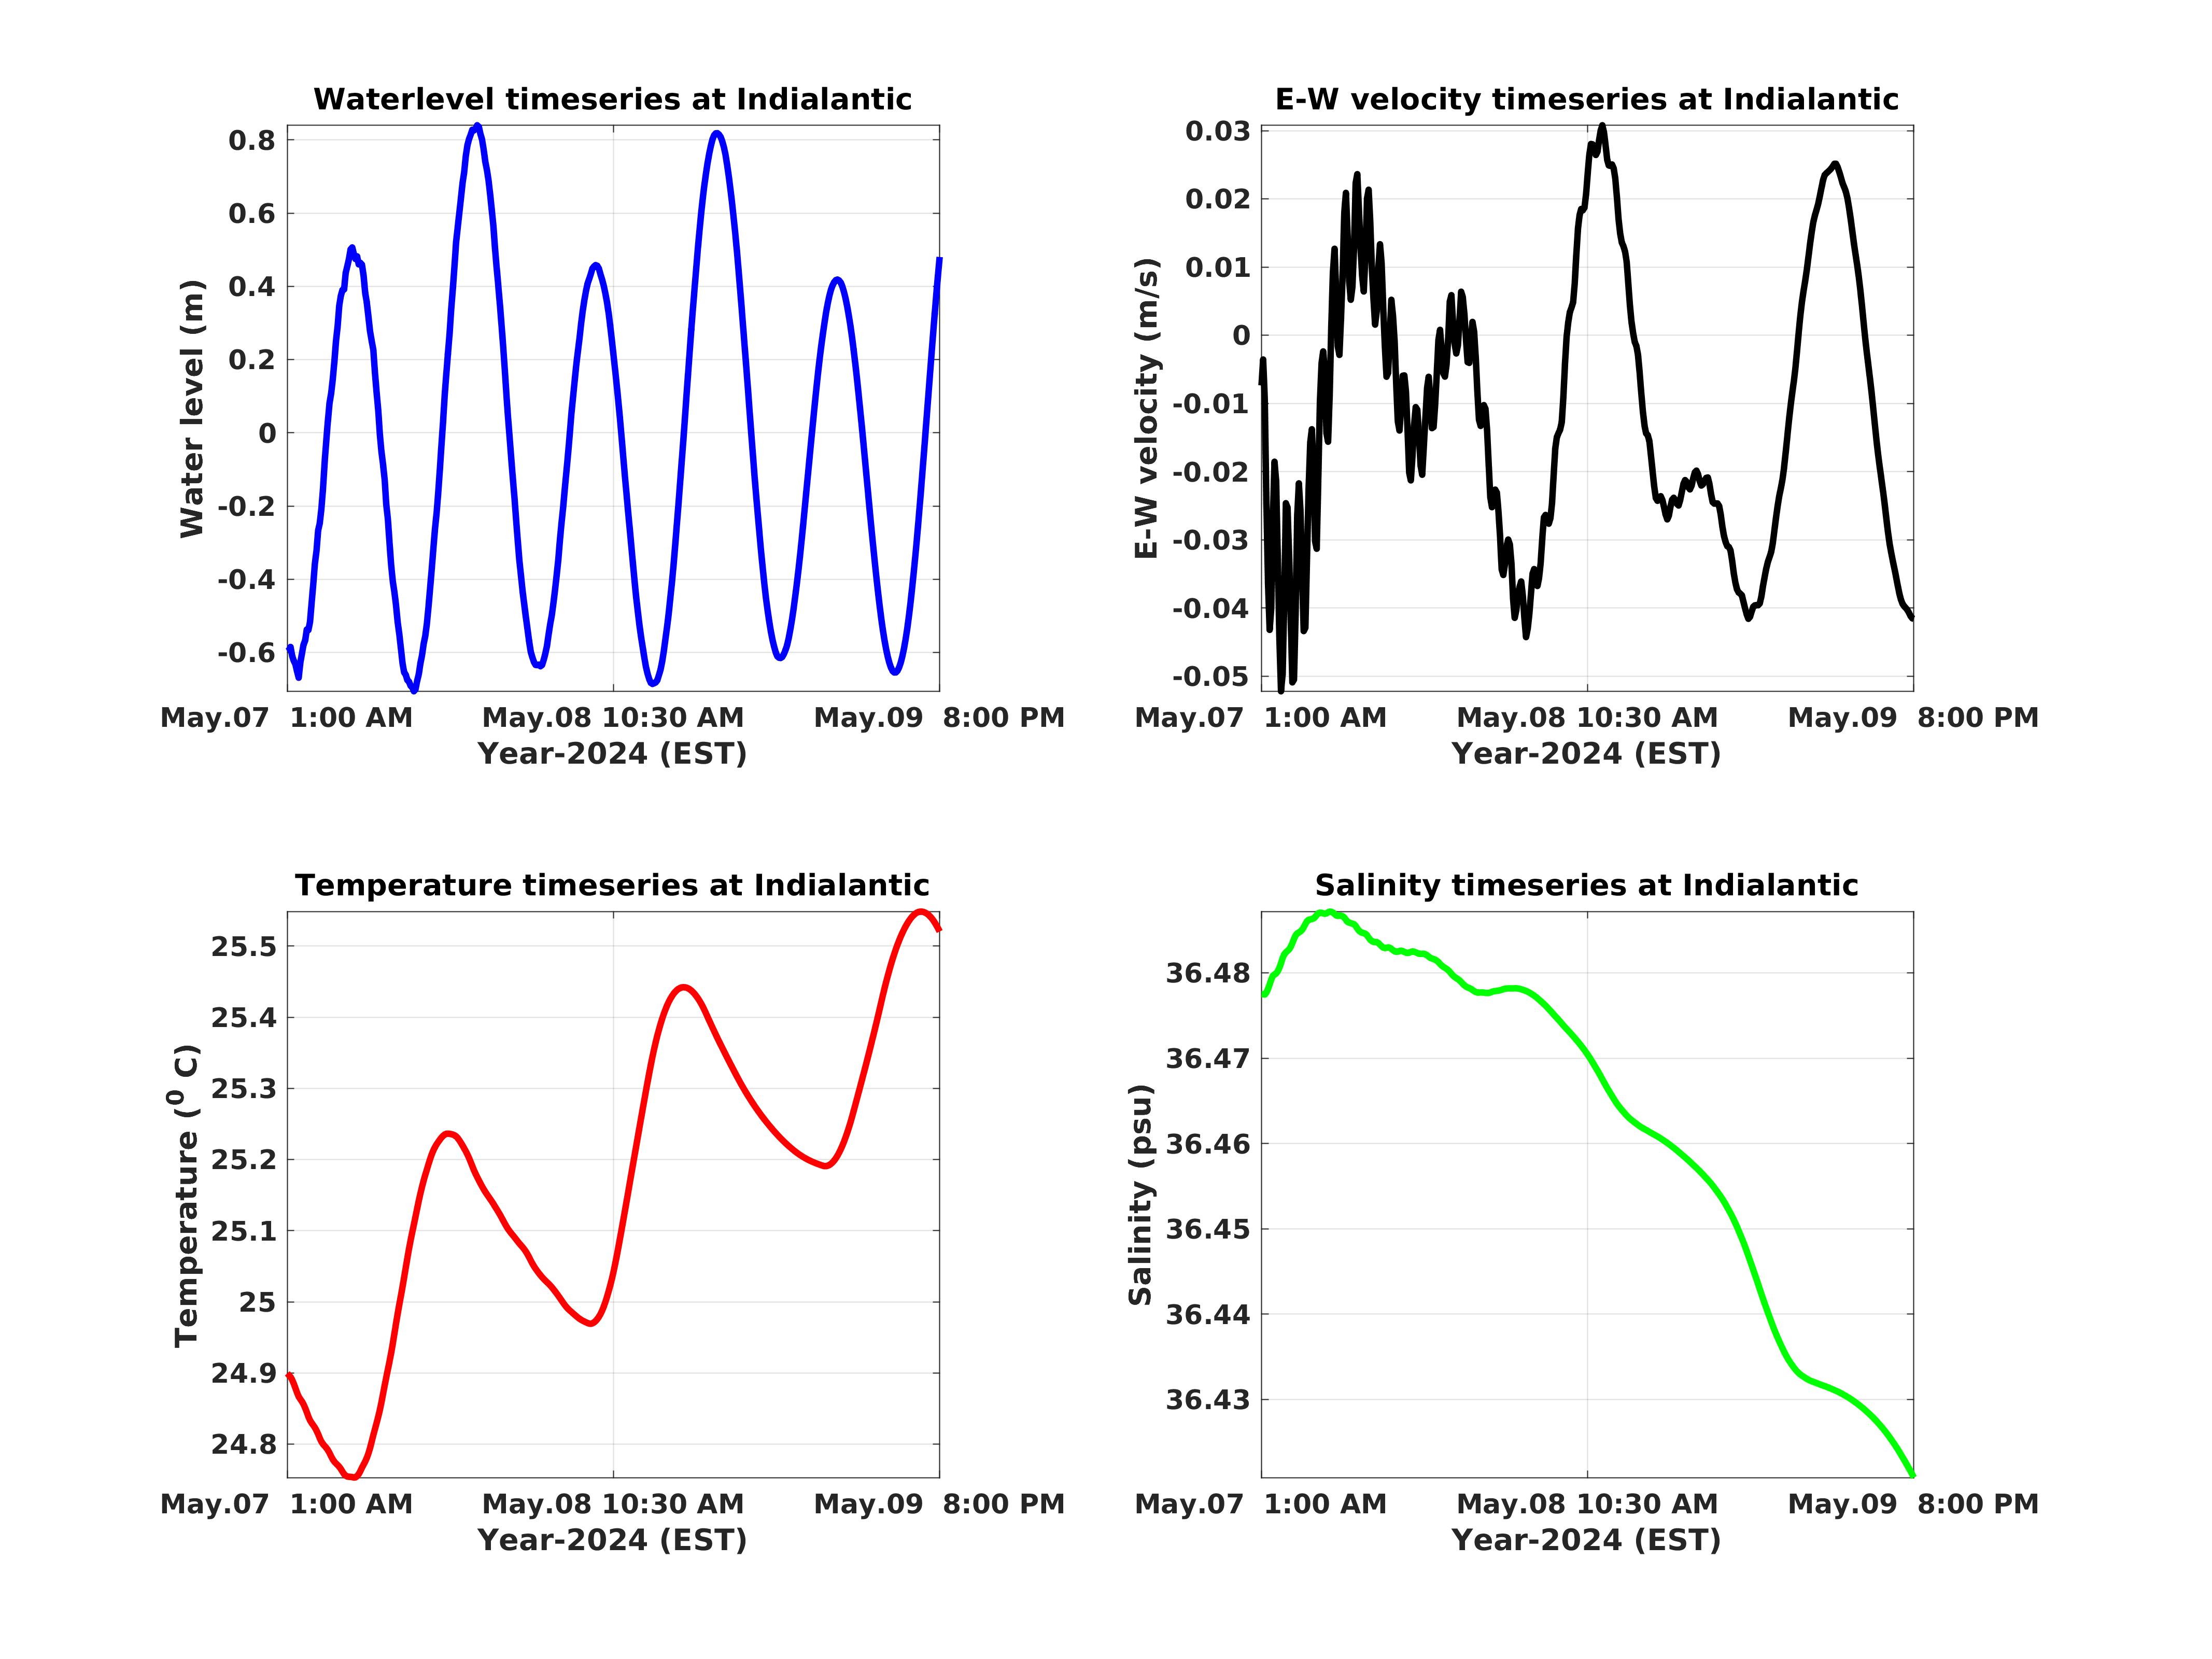 Waterlevel timeseries at Indialantic
0.8
0.6
0.4
0.2
0
-0.2
-0.4
-0.6
Water level (m)
May.07 1:00 AM May.08 10:30 AM May.09 8:00 PM
Year-2024 (EST)
E-W velocity timeseries at Indialantic
0.03
0.02
0.01
0
-0.01
-0.02
-0.03
-0.04
-0.05
E-W velocity (m/s)
May.07 1:00 AM May.08 10:30 AM May.09 8:00 PM
Year-2024 (EST)
Temperature timeseries at Indialantic
25.5
25.4
25.3
25.2
25.1
25
24.9
24.8
Temperature (⁰ C)
May.07 1:00 AM May.08 10:30 AM May.09 8:00 PM
Year-2024 (EST)
Salinity timeseries at Indialantic
36.48
36.47
36.46
36.45
36.44
36.43
Salinity (psu)
May.07 1:00 AM May.08 10:30 AM May.09 8:00 PM
Year-2024 (EST)